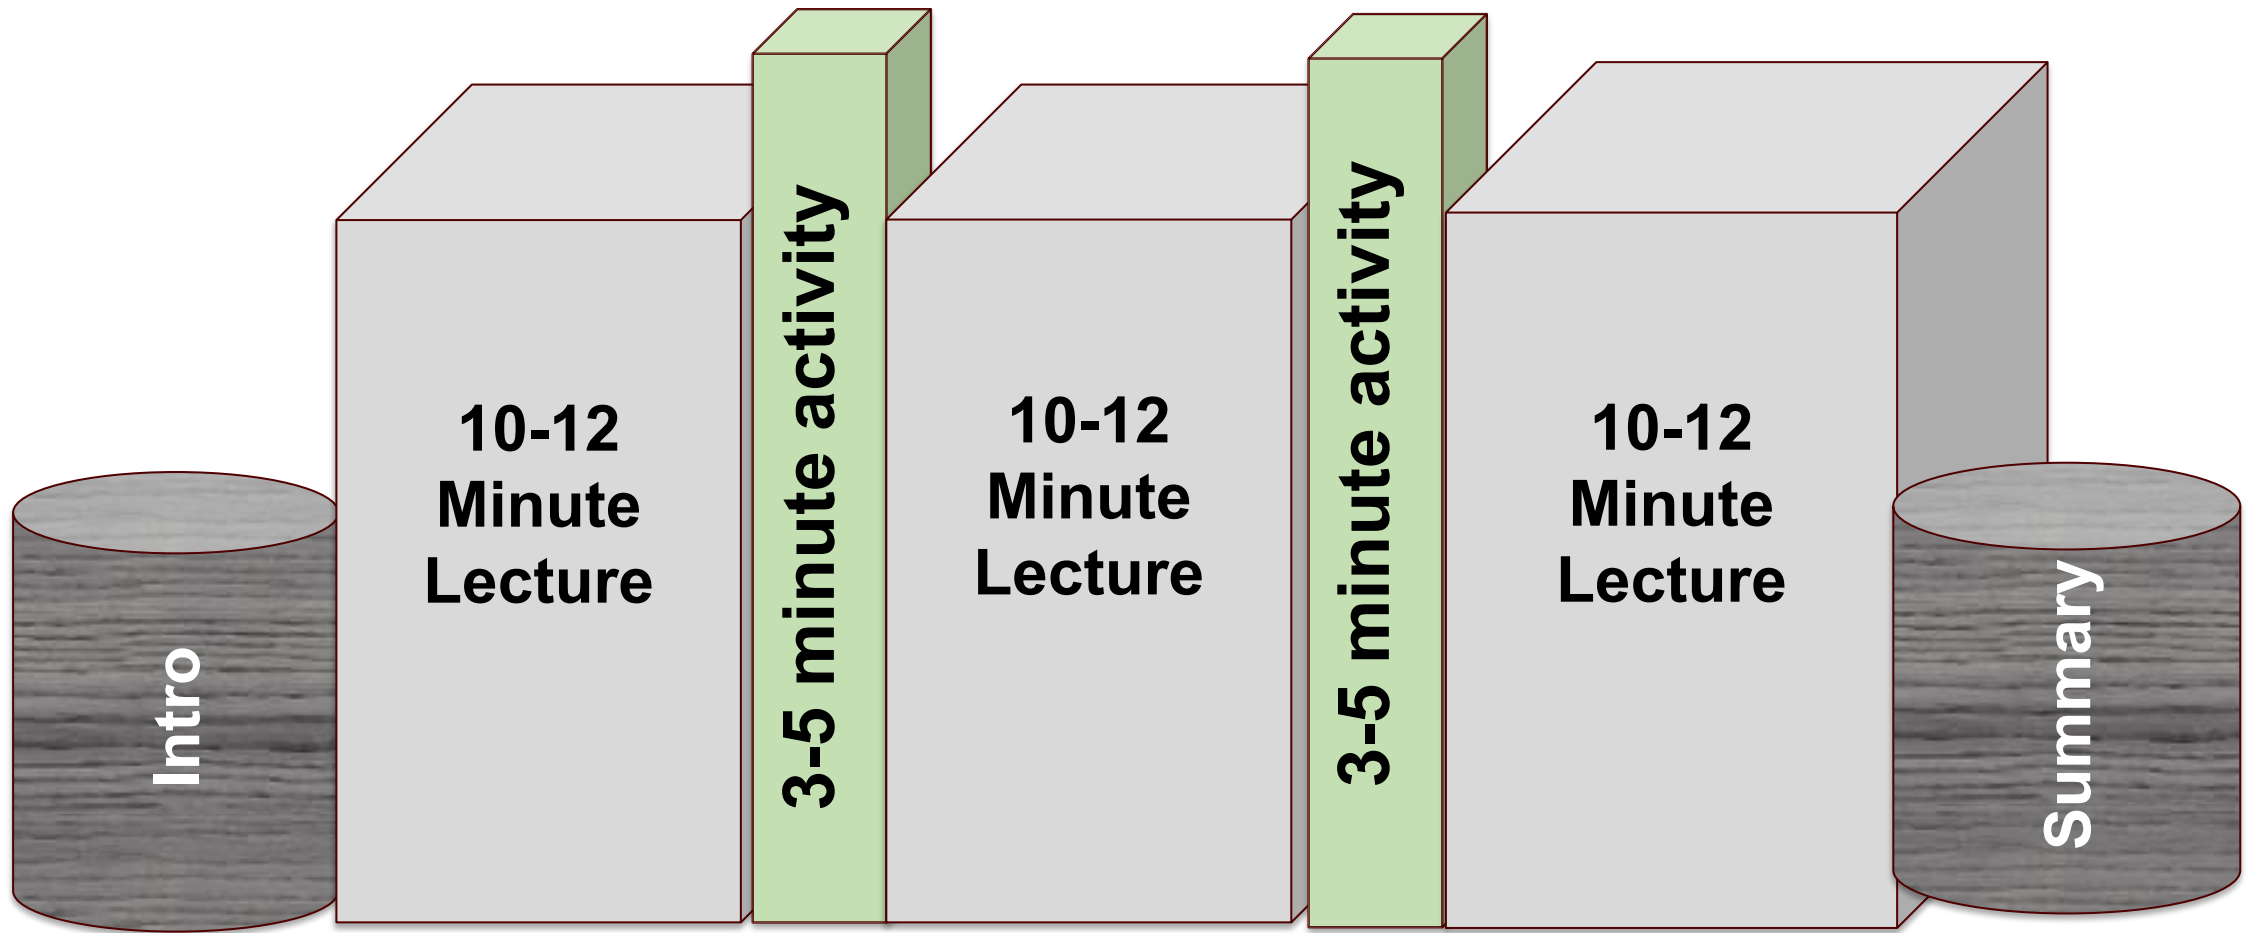 Intro
10-12
Minute
Lecture
3-5 minute activity
10-12
Minute
Lecture
3-5 minute activity
10-12
Minute
Lecture
Summary